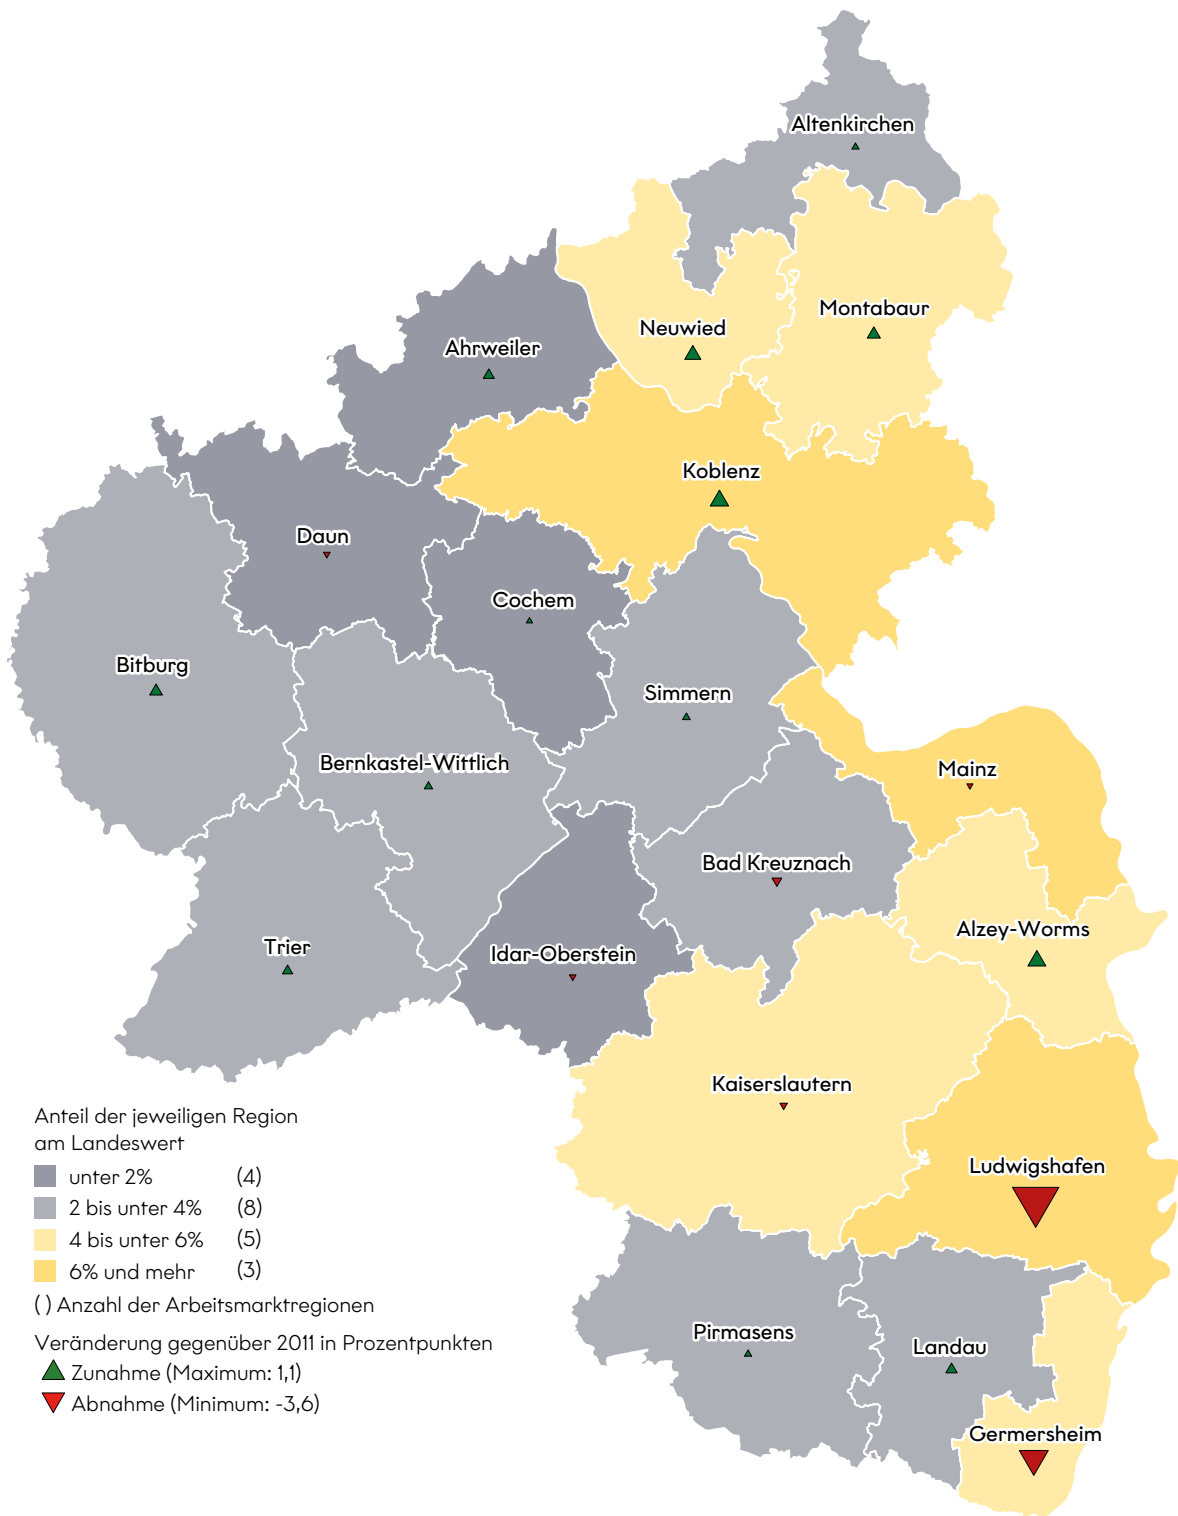 Altenkirchen
Montabaur
Neuwied
Ahrweiler
Koblenz
Daun
Cochem
Bitburg
Simmern
Bernkastel-Wittlich
Mainz
Bad Kreuznach
Alzey-Worms
Trier
Idar-Oberstein
Kaiserslautern
Ludwigshafen
Pirmasens
Landau
Germersheim
Anteil der jeweiligen Region
am Landeswert
unter 2% (4)
2 bis unter 4% (8)
4 bis unter 6% (5)
6% und mehr (3)
( ) Anzahl der Arbeitsmarktregionen
Veränderung gegenüber 2011 in Prozentpunkten
Zunahme (Maximum: 1,1)
Abnahme (Minimum: -3,6)